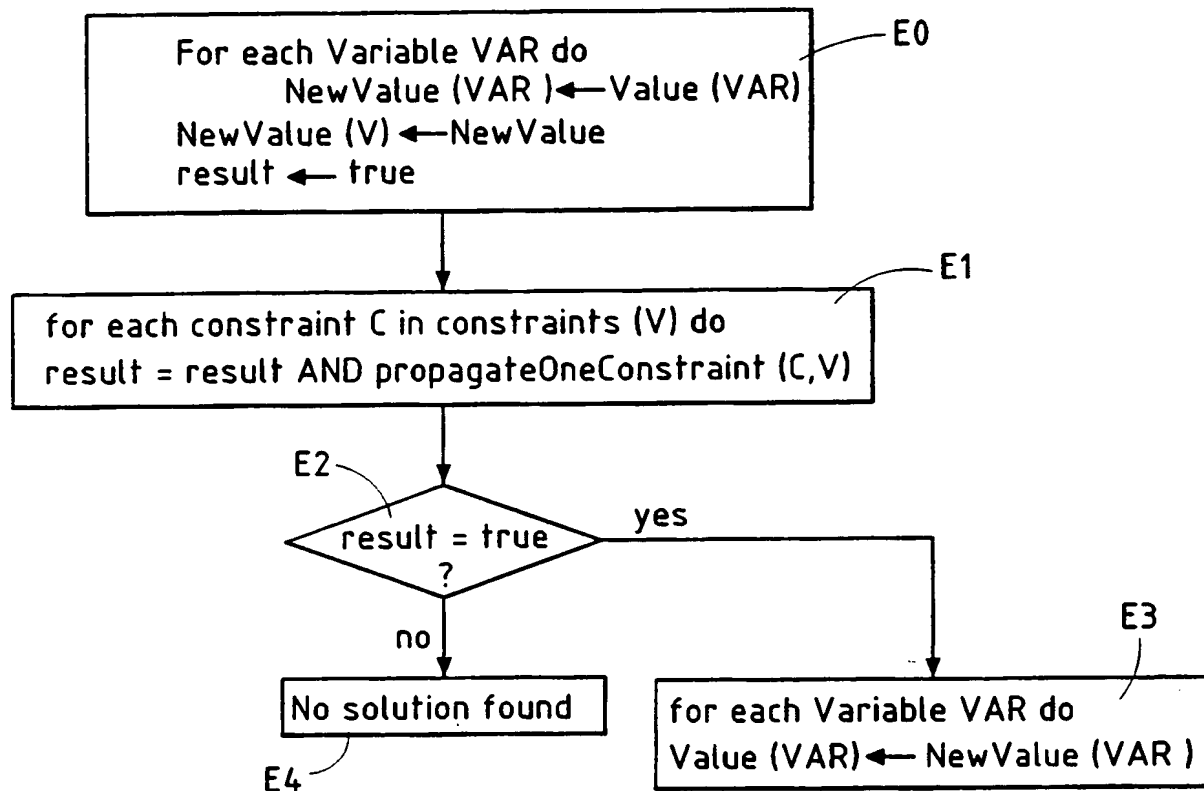 For each Variable VAR do
NewValue (VAR ) ← Value (VAR)
NewValue (V) ← NewValue
result ← true
E0
E1
for each constraint C in constraints (V) do
result = result AND propagateOneConstraint (C,V)
E2
result = true
?
yes
no
E3
No solution found
for each Variable VAR do
Value (VAR) ← NewValue (VAR )
E4